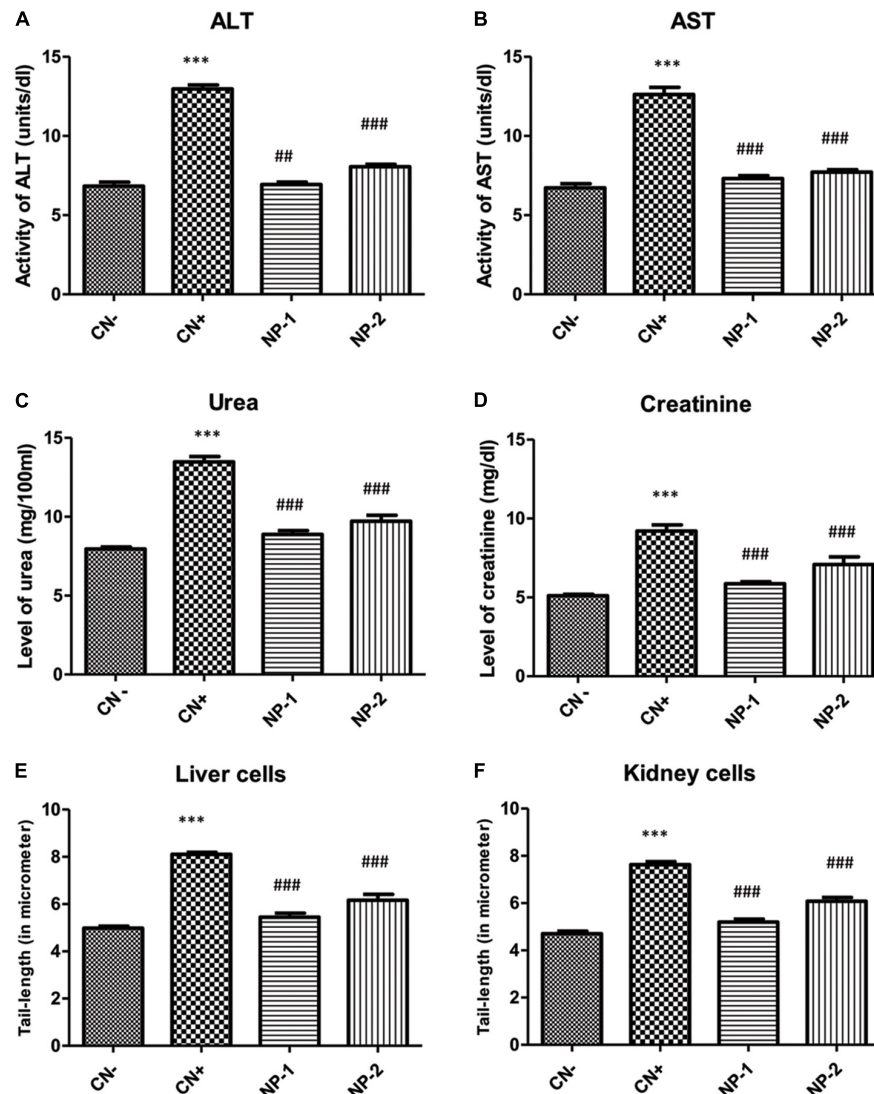 A
ALT
Activity of ALT (units/dl)
15
10
5
0
***
##
###
CN-
CN+
NP-1
NP-2
B
AST
Activity of AST (units/dl)
15
10
5
0
***
###
###
CN-
CN+
NP-1
NP-2
C
Urea
Level of urea (mg/100ml)
15
10
5
0
***
###
###
CN-
CN+
NP-1
NP-2
D
Creatinine
Level of creatinine (mg/dl)
15
10
5
0
***
###
###
CN-
CN+
NP-1
NP-2
E
Liver cells
Tail-length (in micrometer)
10
8
6
4
2
0
***
###
###
CN-
CN+
NP-1
NP-2
F
Kidney cells
Tail-length (in micrometer)
10
8
6
4
2
0
***
###
###
CN-
CN+
NP-1
NP-2